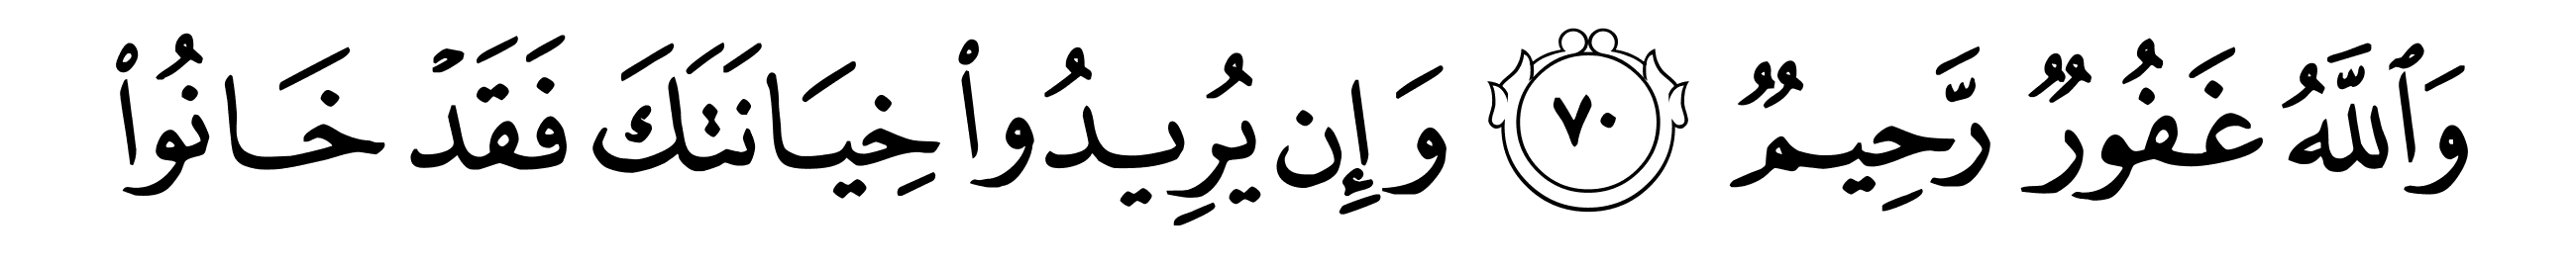 وَٱللَّهُ غَفُورٌ رَّحِيمٌ ٧٠ وَإِن يُرِيدُوا۟ خِيَانَتَكَ فَقَدْ خَانُوا۟